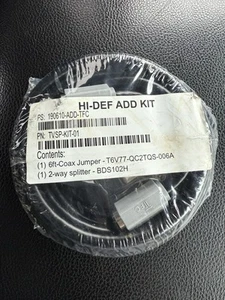 HI-DEF ADD KIT
PS: 190610-ADD-TFC
PN: TVSP-KIT-01
Contents:
(1) 6ft-Coax Jumper - T6V77-QC2TQS-006A
(1) 2-way splitter - BDS102H